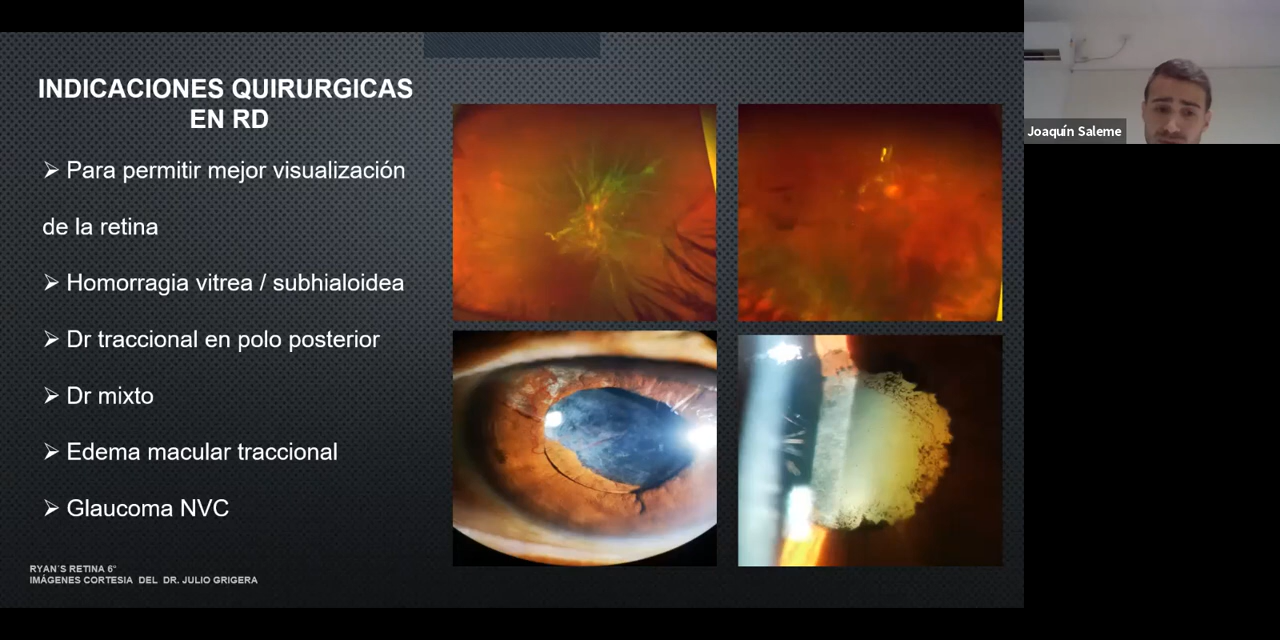 INDICACIONES QUIRURGICAS
EN RD
➢ Para permitir mejor visualización
de la retina
➢ Homorragia vitrea / subhialoidea
➢ Dr traccional en polo posterior
➢ Dr mixto
➢ Edema macular traccional
➢ Glaucoma NVC
RYAN´S RETINA 6°
IMÁGENES CORTESIA DEL DR. JULIO GRIGERA
Joaquín Saleme